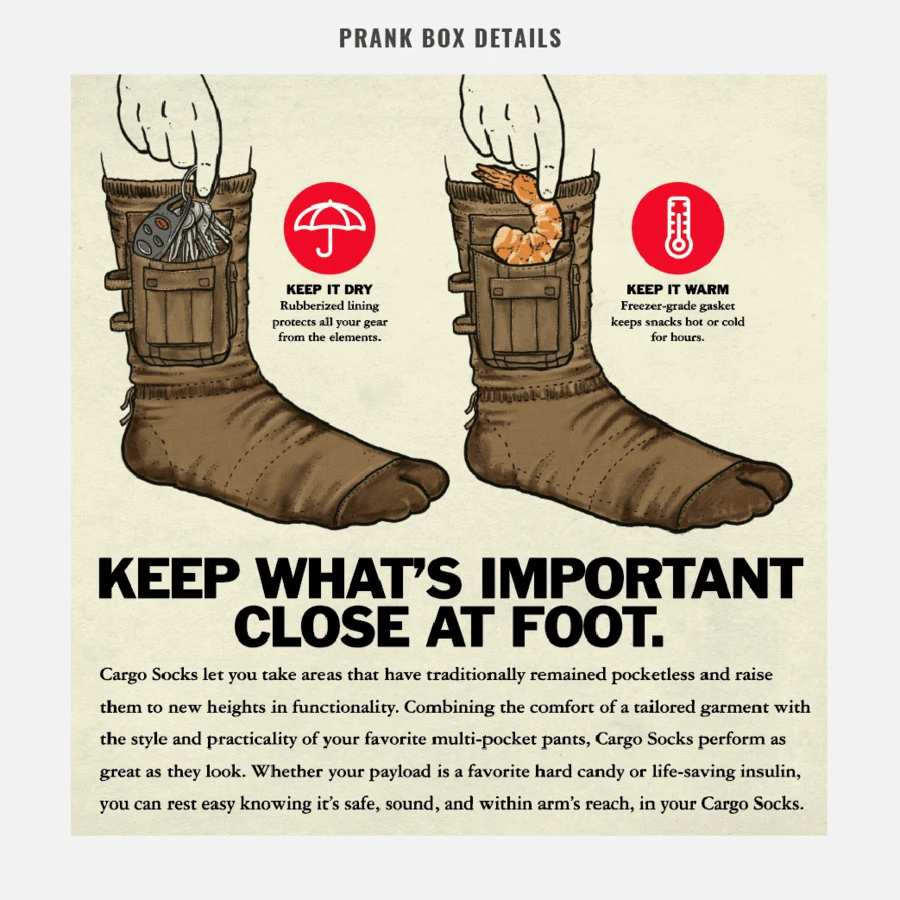 PRANK BOX DETAILS
KEEP IT DRY
Rubberized lining
protects all your gear
from the elements.
KEEP IT WARM
Freezer-grade gasket
keeps snacks hot or cold
for hours.
KEEP WHAT'S IMPORTANT
CLOSE AT FOOT.
Cargo Socks let you take areas that have traditionally remained pocketless and raise
them to new heights in functionality. Combining the comfort of a tailored garment with
the style and practicality of your favorite multi-pocket pants, Cargo Socks perform as
great as they look. Whether your payload is a favorite hard candy or life-saving insulin,
you can rest easy knowing it's safe, sound, and within arm's reach, in your Cargo Socks.